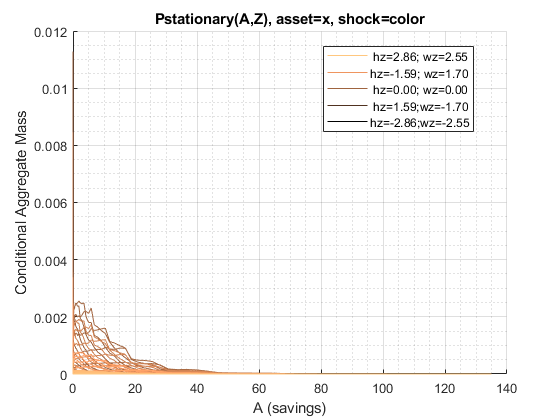 Pstationary(A,Z), asset=x, shock=color
0.012
0.01
0.008
0.006
0.004
0.002
0
Conditional Aggregate Mass
hz=2.86; wz=2.55
hz=-1.59; wz=1.70
hz=0.00; wz=0.00
hz=1.59;wz=-1.70
hz=-2.86;wz=-2.55
0 20 40 60 80 100 120 140
A (savings)